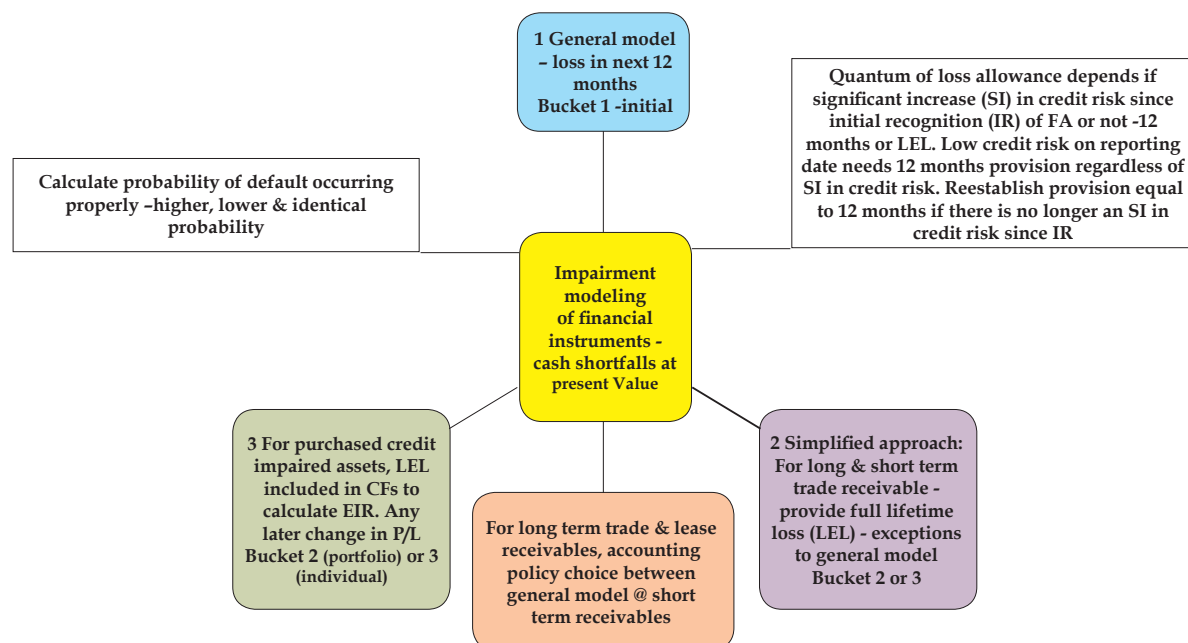 1 General model
– loss in next 12
months
Bucket 1 -initial
Quantum of loss allowance depends if
significant increase (SI) in credit risk since
initial recognition (IR) of FA or not -12
months or LEL. Low credit risk on reporting
date needs 12 months provision regardless of
SI in credit risk. Reestablish provision equal
to 12 months if there is no longer an SI in
credit risk since IR
Calculate probability of default occurring
properly –higher, lower & identical
probability
Impairment
modeling
of financial
instruments -
cash shortfalls at
present Value
3 For purchased credit
impaired assets, LEL
included in CFs to
calculate EIR. Any
later change in P/L
Bucket 2 (portfolio) or 3
(individual)
For long term trade & lease
receivables, accounting
policy choice between
general model @ short
term receivables
2 Simplified approach:
For long & short term
trade receivable -
provide full lifetime
loss (LEL) - exceptions
to general model
Bucket 2 or 3